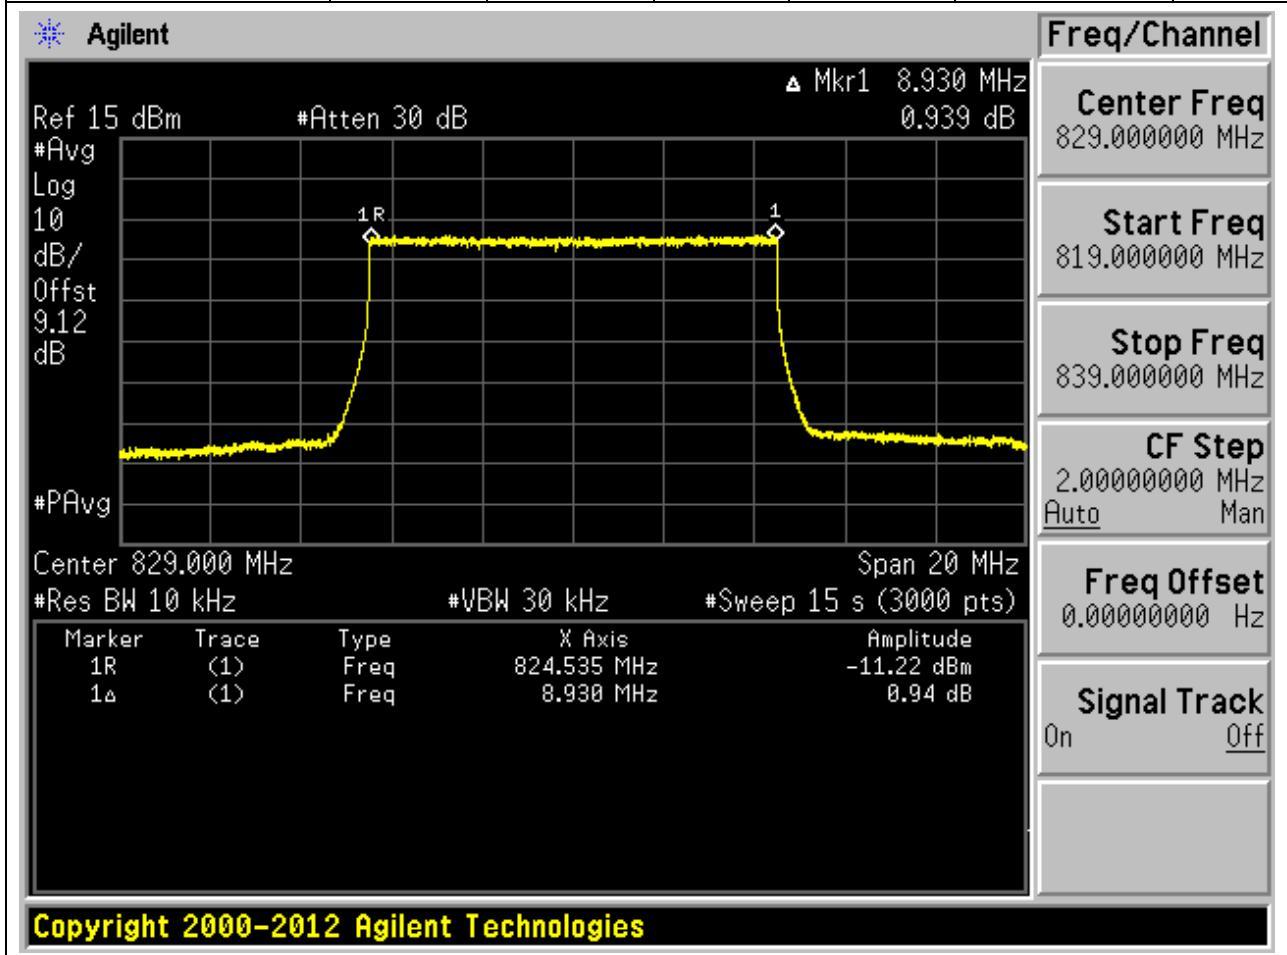 Agilent
Freq/Channel
Δ Mkr1 8.930 MHz
Ref 15 dBm #Atten 30 dB 0.939 dB
#Avg
Log
10
dB/
Offst
9.12
dB
1R
1
#PAvg
Center 829.000 MHz Span 20 MHz
#Res BW 10 kHz #VBW 30 kHz #Sweep 15 s (3000 pts)
Marker Trace Type X Axis Amplitude
1R (1) Freq 824.535 MHz -11.22 dBm
1Δ (1) Freq 8.930 MHz 0.94 dB
Center Freq
829.000000 MHz
Start Freq
819.000000 MHz
Stop Freq
839.000000 MHz
CF Step
2.00000000 MHz
Auto Man
Freq Offset
0.00000000 Hz
Signal Track
On Off
Copyright 2000-2012 Agilent Technologies